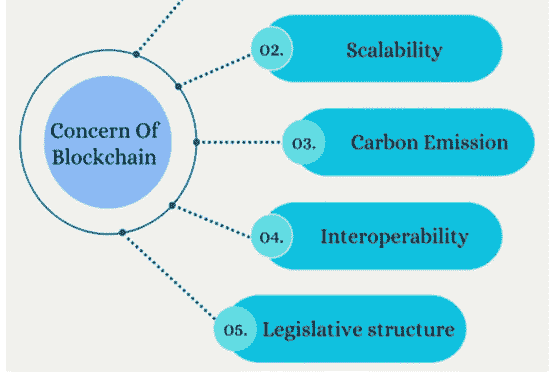 Concern Of
Blockchain
02.
Scalability
03.
Carbon Emission
04.
Interoperability
05.
Legislative structure